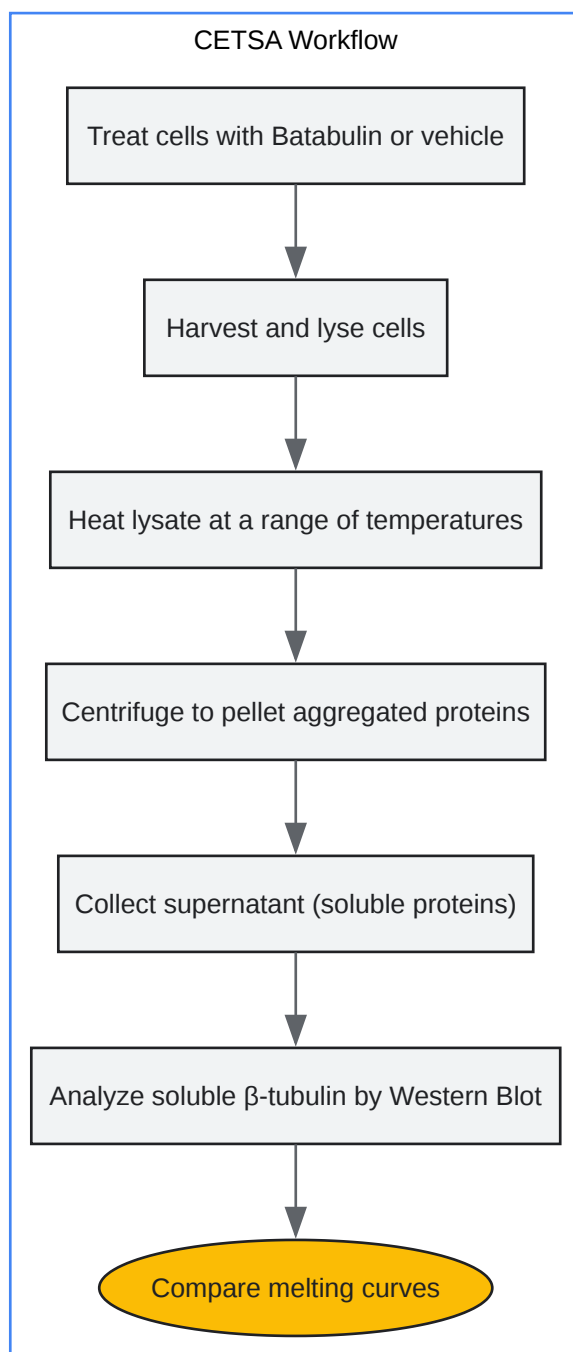 CETSA Workflow
Treat cells with Batabulin or vehicle
Harvest and lyse cells
Heat lysate at a range of temperatures
Centrifuge to pellet aggregated proteins
Collect supernatant (soluble proteins)
Analyze soluble β-tubulin by Western Blot
Compare melting curves